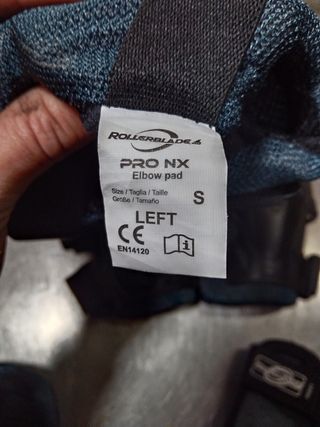 ROLLERBLADE
PRO NX
Elbow pad
Size / Taglia / Taille
Größe / Tamaño
S
LEFT
CE
EN14120
i